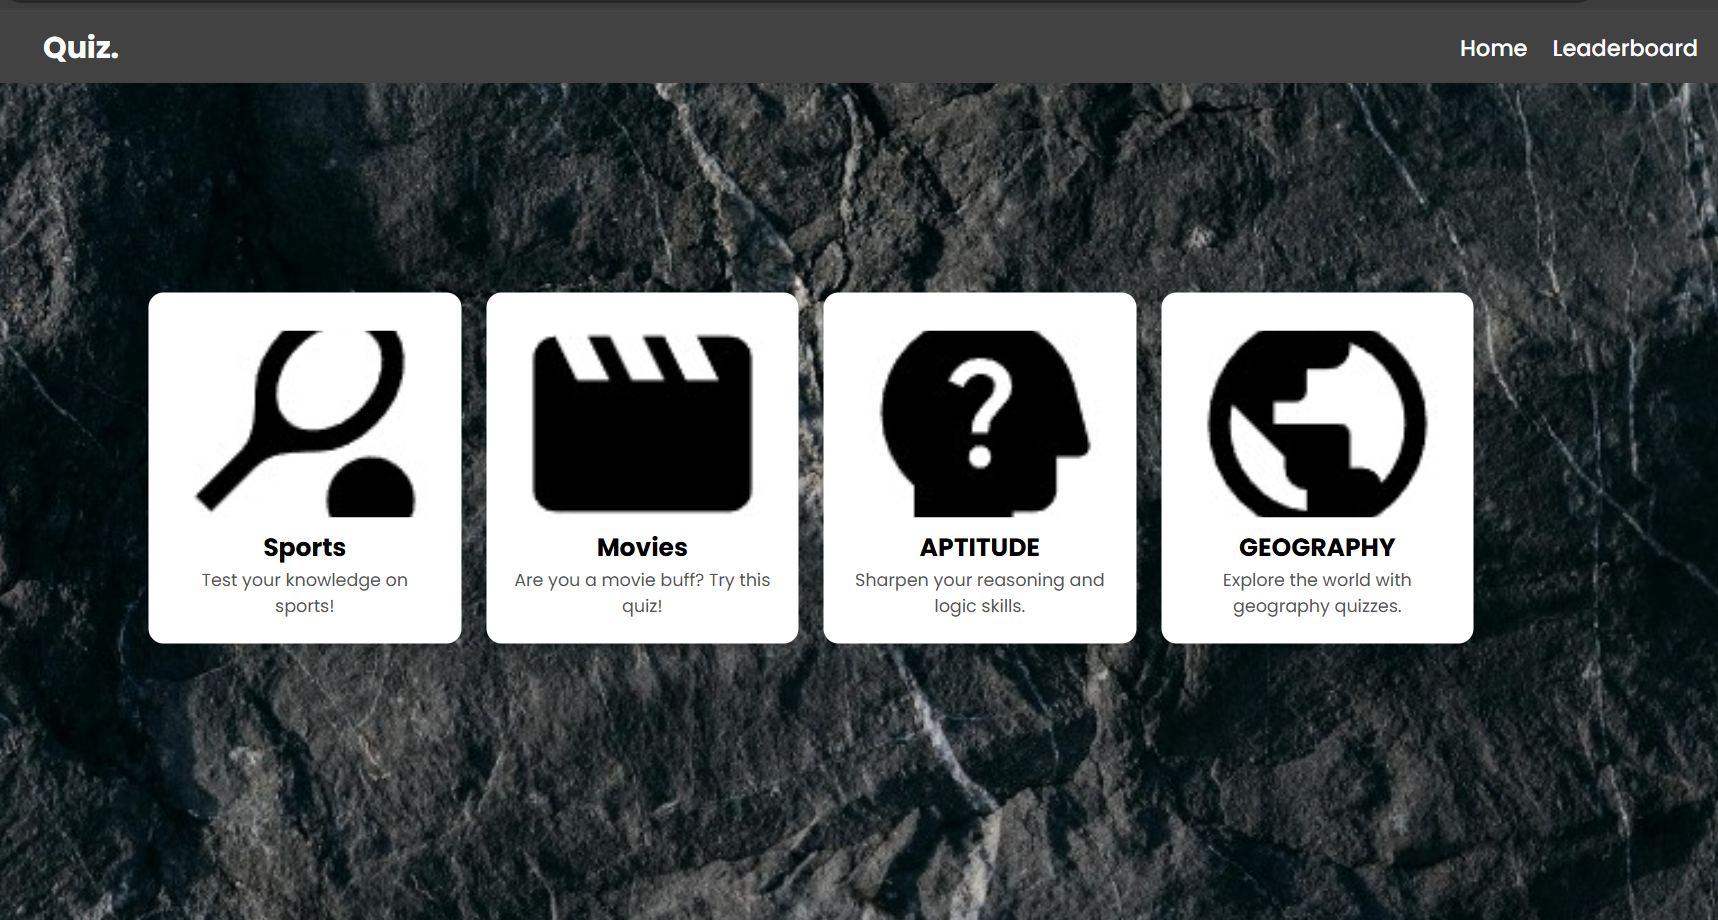 Quiz.
Home Leaderboard
Sports
Test your knowledge on
sports!
Movies
Are you a movie buff? Try this
quiz!
APTITUDE
Sharpen your reasoning and
logic skills.
GEOGRAPHY
Explore the world with
geography quizzes.